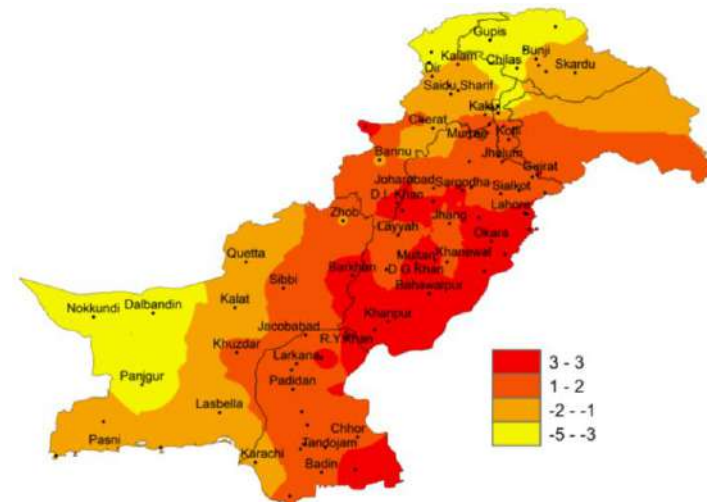 Gupis
Bunji
Kalam
Chilas
Skardu
Dir
Saidu Sharif
Kakul
Cherat
Kotli
Bannu
Jhelum
Gujrat
Joharabad
Sargodha
Sialkot
D.I. Khan
Lahore
Zhob
Jhang
Layyah
Okara
Quetta
Multan
Khanewal
Barkhan
D.G.Khan
Sibbi
Bahawalpur
Nokkundi
Dalbandin
Kalat
Khanpur
Jacobabad
R.Y.Khan
Khuzdar
Larkana
Panjgur
Padidan
Lasbella
Chhor
Pasni
Tandojam
Karachi
Badin
3 - 3
1 - 2
-2 - -1
-5 - -3